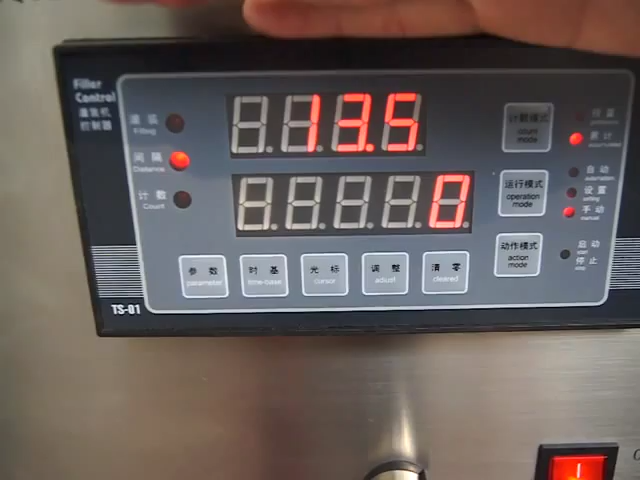 Filler
Control
灌装机
控制器
灌装
Filling
间隔
Distance
计数
Count
13.5
0
计数模式
count
mode
运行模式
operation
mode
动作模式
action
mode
累计
自动
automation
设置
setting
手动
manual
启动
start
停止
stop
参数
parameter
时基
time-base
光标
cursor
调整
adjust
清零
cleared
TS-01